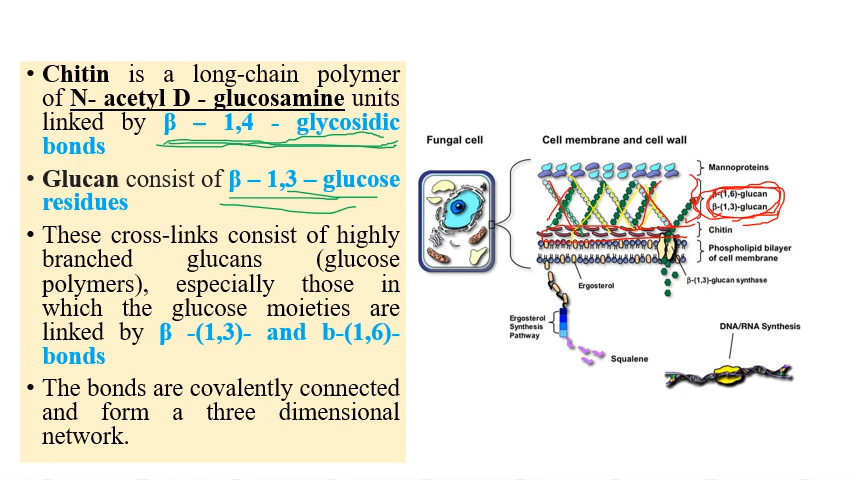 • Chitin is a long-chain polymer
of N- acetyl D - glucosamine units
linked by β – 1,4 - glycosidic
bonds
• Glucan consist of β – 1,3 – glucose
residues
• These cross-links consist of highly
branched glucans (glucose
polymers), especially those in
which the glucose moieties are
linked by β -(1,3)- and b-(1,6)-
bonds
• The bonds are covalently connected
and form a three dimensional
network.
Fungal cell
Cell membrane and cell wall
Mannoproteins
β-(1,6)-glucan
β-(1,3)-glucan
Chitin
Phospholipid bilayer
of cell membrane
β-(1,3)-glucan synthase
Ergosterol
Ergosterol
Synthesis
Pathway
Squalene
DNA/RNA Synthesis